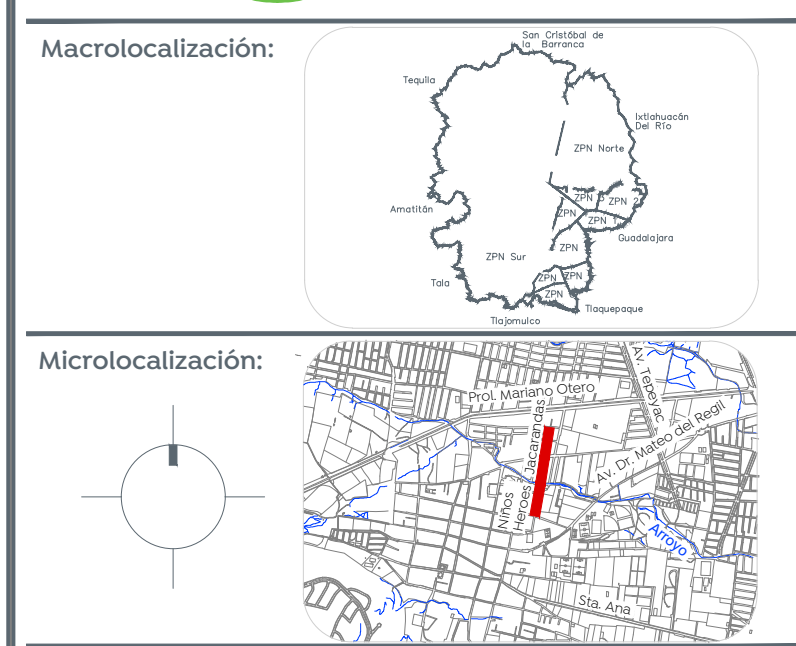 Macrolocalización:
San Cristóbal de
la Barranca
Tequila
Ixtlahuacán
Del Río
ZPN Norte
ZPN 3
ZPN 2
Amatitán
ZPN
ZPN 1
Guadalajara
ZPN
ZPN Sur
ZPN
ZPN
Tala
ZPN
Tlaquepaque
Tlajomulco
Microlocalización:
Prol. Mariano Otero
Av. Tepeyac
Jacarandas
Av. Dr. Mateo del Regil
Niños
Heroes
Arroyo
Sta. Ana